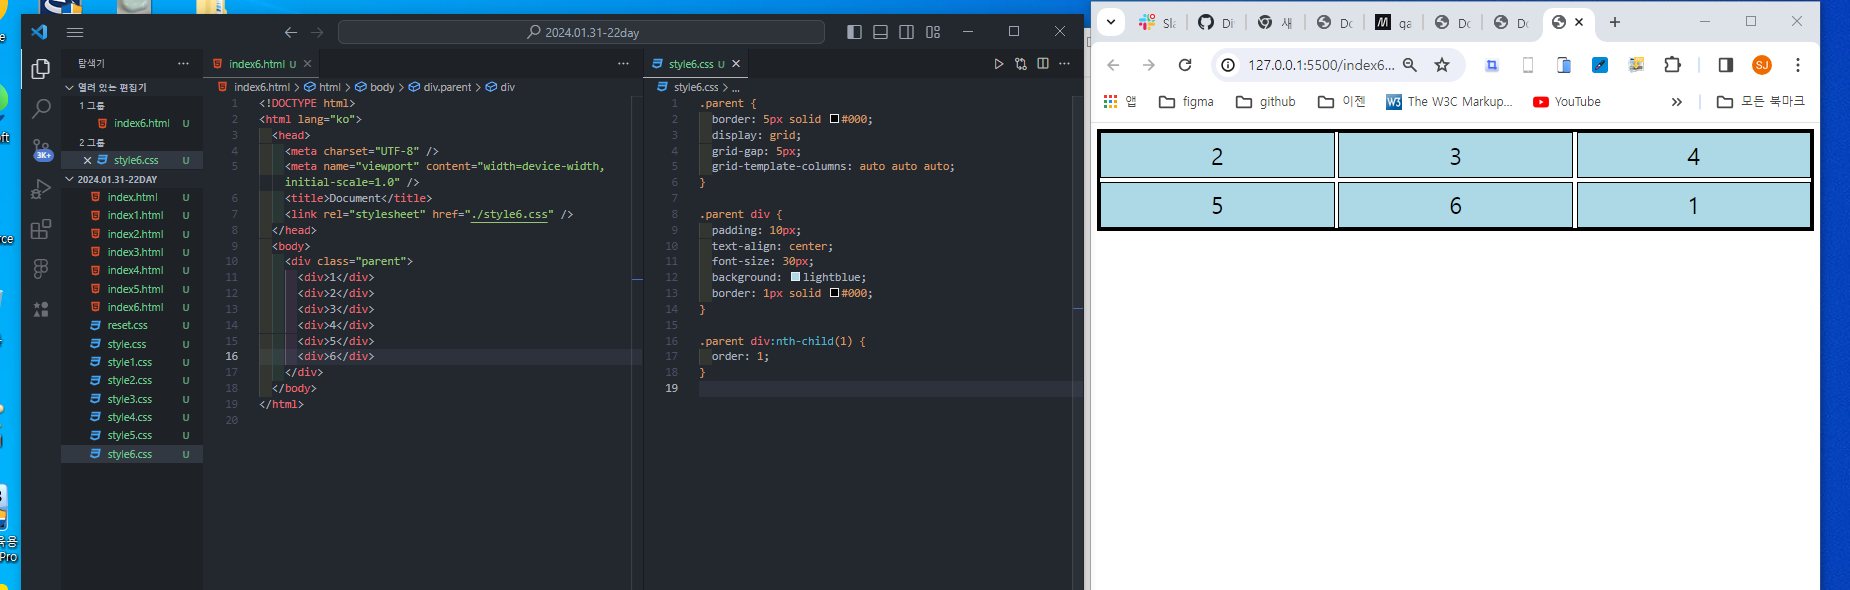 2024.01.31-22day
탐색기
열려 있는 편집기
1 그룹
index6.html U
2 그룹
style6.css U
2024.01.31-22DAY
index.html U
index1.html U
index2.html U
index3.html U
index4.html U
index5.html U
index6.html U
reset.css U
style.css U
style1.css U
style2.css U
style3.css U
style4.css U
style5.css U
style6.css U
3K+
index6.html U
index6.html > html > body > div.parent > div
1 <!DOCTYPE html>
2 <html lang="ko">
3 <head>
4 <meta charset="UTF-8" />
5 <meta name="viewport" content="width=device-width,
initial-scale=1.0" />
6 <title>Document</title>
7 <link rel="stylesheet" href="./style6.css" />
8 </head>
9 <body>
10 <div class="parent">
11 <div>1</div>
12 <div>2</div>
13 <div>3</div>
14 <div>4</div>
15 <div>5</div>
16 <div>6</div>
17 </div>
18 </body>
19 </html>
20
style6.css U
style6.css > ...
1 .parent {
2 border: 5px solid #000;
3 display: grid;
4 grid-gap: 5px;
5 grid-template-columns: auto auto auto;
6 }
7
8 .parent div {
9 padding: 10px;
10 text-align: center;
11 font-size: 30px;
12 background: lightblue;
13 border: 1px solid #000;
14 }
15
16 .parent div:nth-child(1) {
17 order: 1;
18 }
19
Sla Di 새 Do qa Do Do
127.0.0.1:5500/index6... SJ
앱 figma github 이젠 W3 The W3C Markup... YouTube » 모든 북마크
2 3 4
5 6 1
Pro